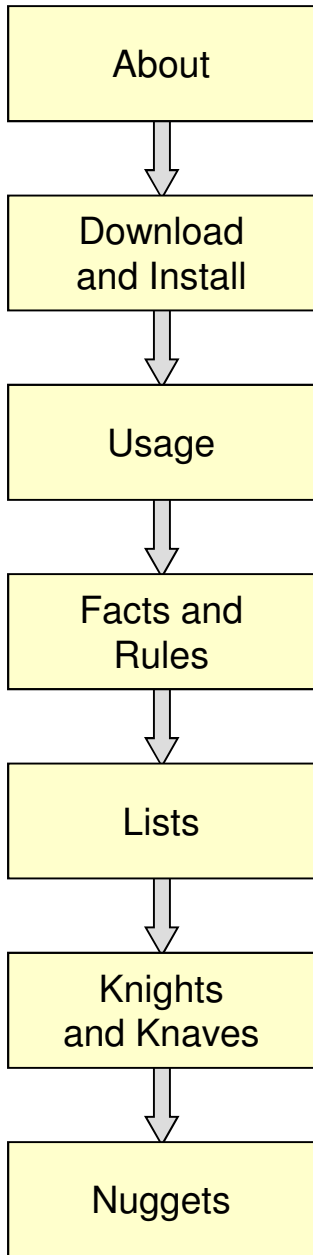 About
Download
and Install
Usage
Facts and
Rules
Lists
Knights
and Knaves
Nuggets